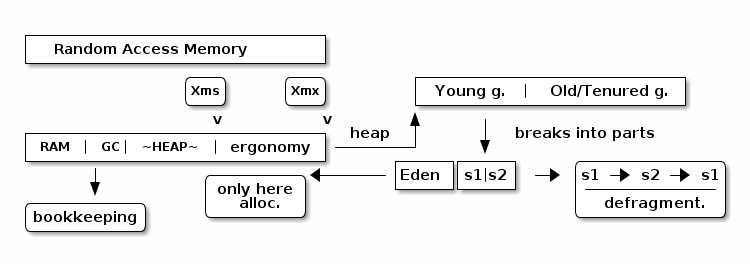 Random Access Memory
Xms
Xmx
v
v
RAM | GC | ~HEAP~ | ergonomy
heap
Young g. | Old/Tenured g.
breaks into parts
bookkeeping
only here
alloc.
Eden
s1|s2
s1 s2 s1
defragment.